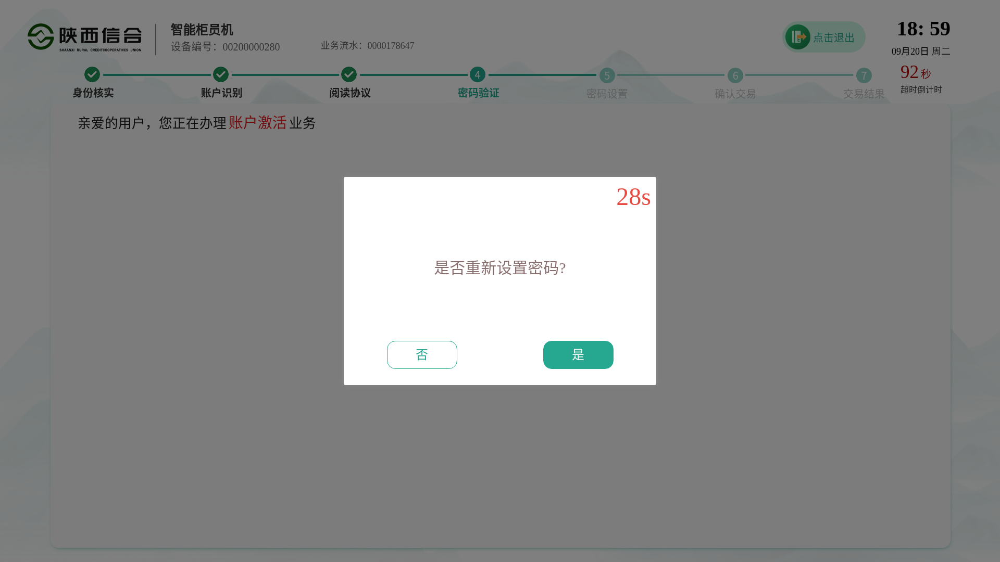 陕西信合
SHAANXI RURAL CREDITCOOPERATIVES UNION
智能柜员机
设备编号：00200000280
业务流水：0000178647
点击退出
18: 59
09月20日 周二
92 秒
超时倒计时
身份核实
账户识别
阅读协议
4
密码验证
5
密码设置
6
确认交易
7
交易结果
亲爱的用户，您正在办理 账户激活 业务
28s
是否重新设置密码?
否
是